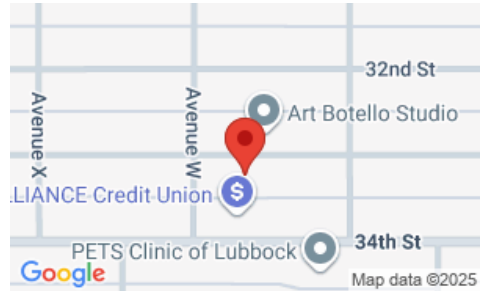 32nd St
Avenue X
Avenue W
Art Botello Studio
LLIANCE Credit Union
$
PETS Clinic of Lubbock
34th St
Google
Map data ©2025